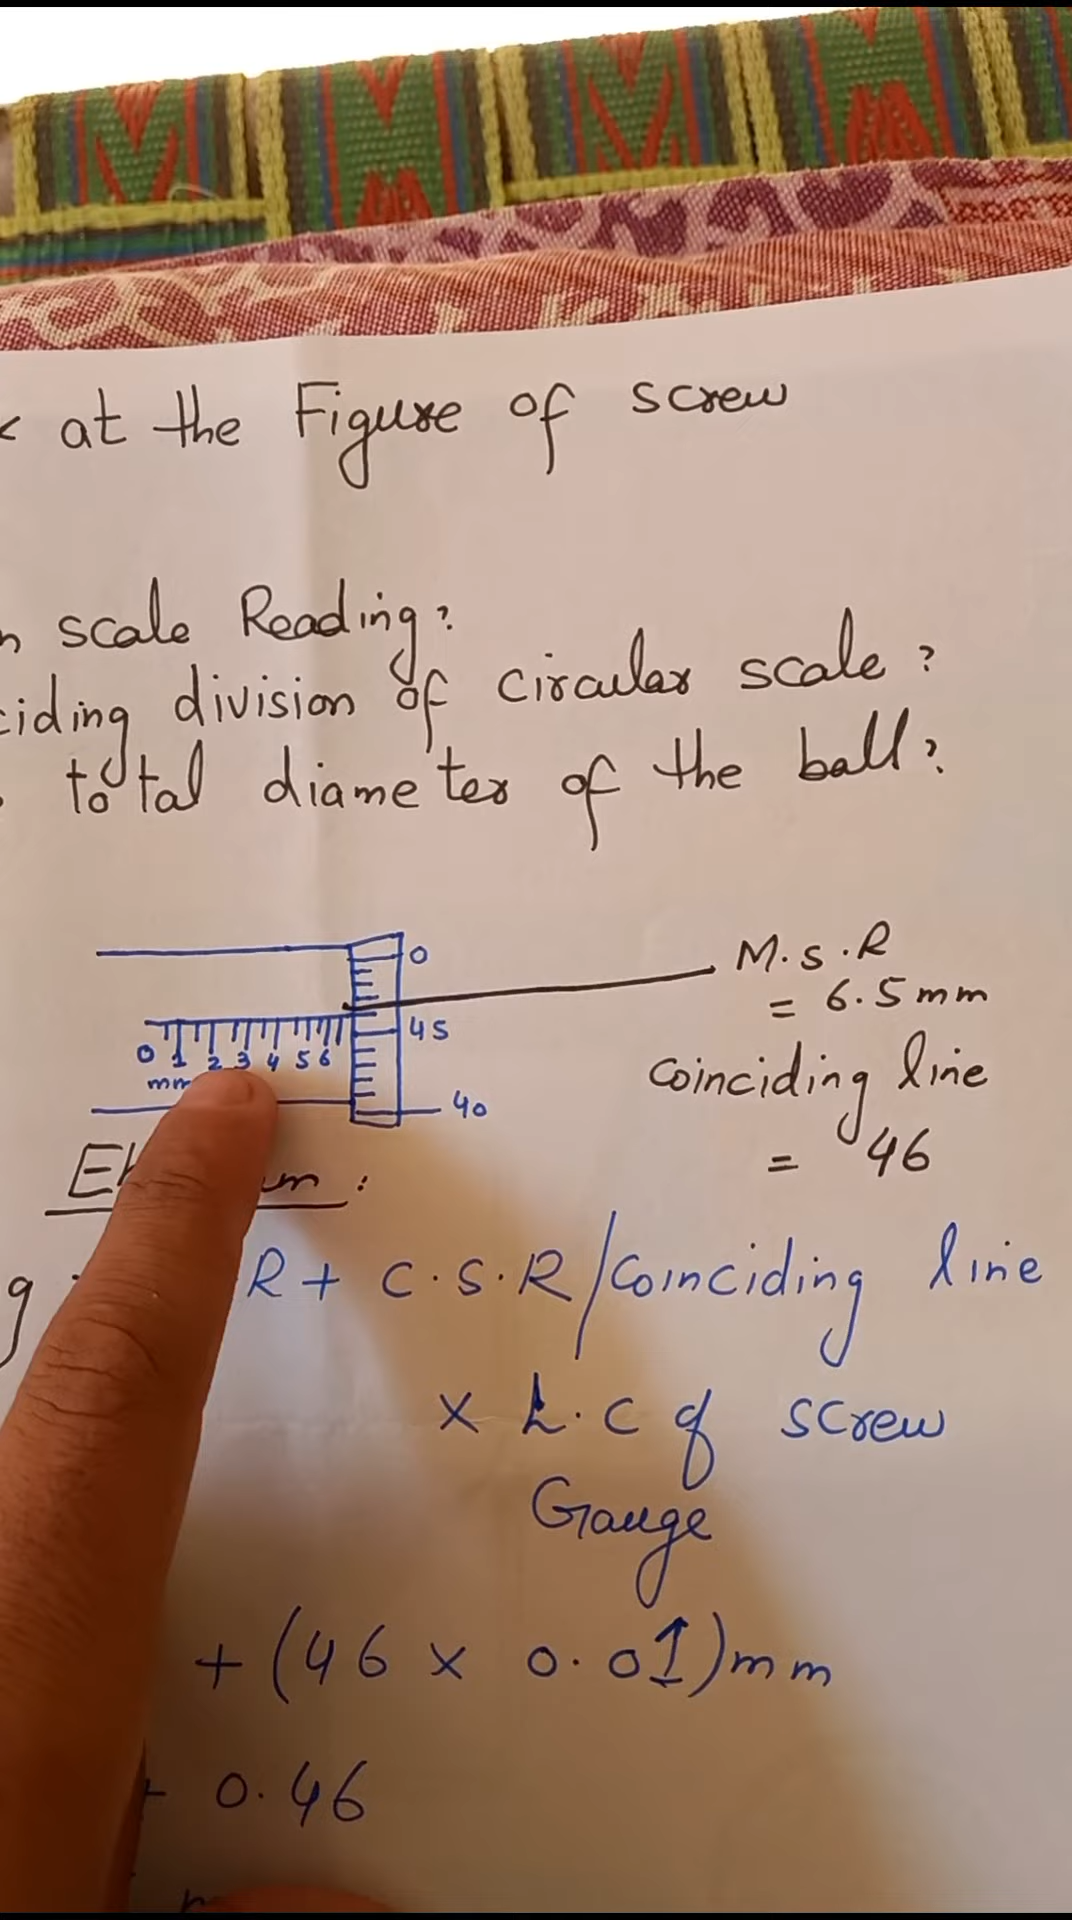 at the Figure of screw
scale Reading?
ciding division of circular scale?
total diameter of the ball?
0
45
40
0 1 2 3 4 5 6
mm
M.S.R
= 6.5mm
Coinciding line
= 46
R + C.S.R/Coinciding line
x L.C of screw
Gauge
+ (46 x 0.01)mm
+ 0.46